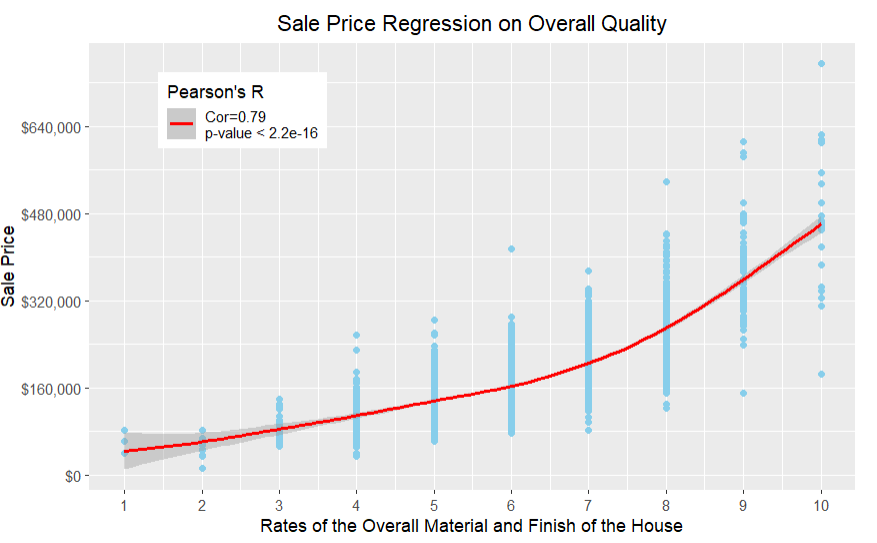 Sale Price Regression on Overall Quality
Pearson's R
Cor=0.79
p-value < 2.2e-16
Sale Price
$640,000
$480,000
$320,000
$160,000
$0
1 2 3 4 5 6 7 8 9 10
Rates of the Overall Material and Finish of the House